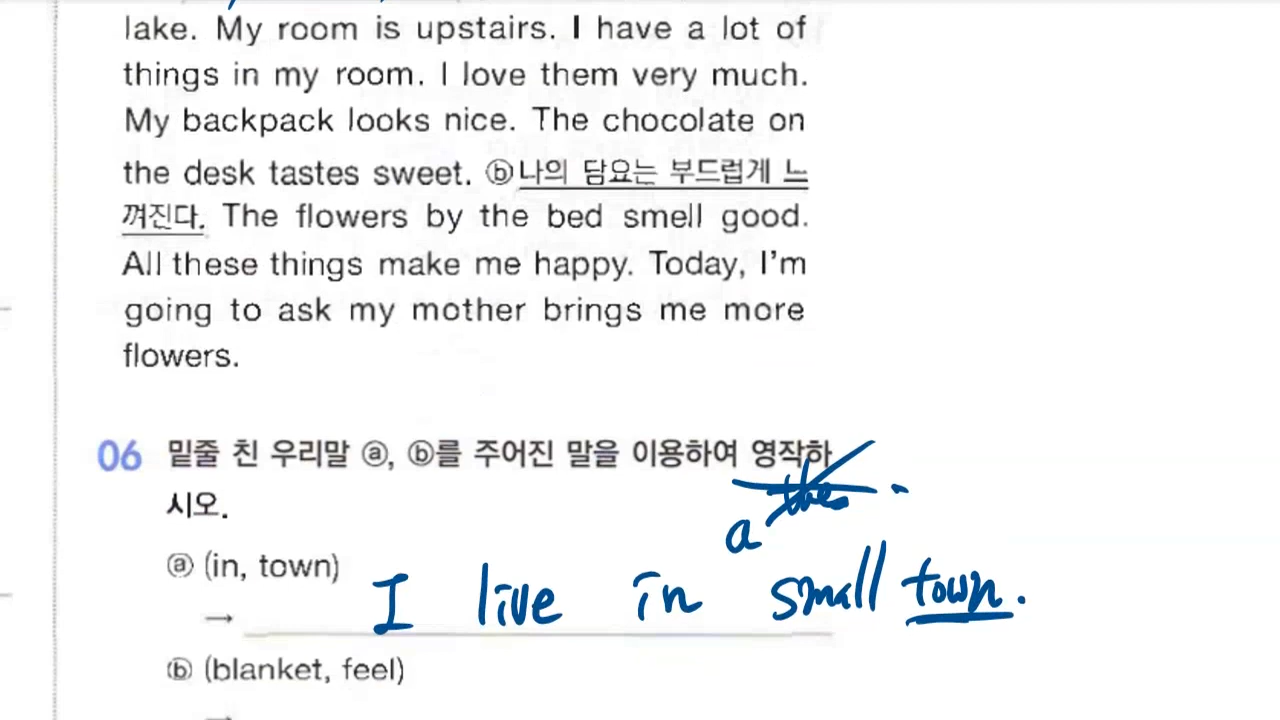 lake. My room is upstairs. I have a lot of
things in my room. I love them very much.
My backpack looks nice. The chocolate on
the desk tastes sweet. ⓑ나의 담요는 부드럽게 느
껴진다. The flowers by the bed smell good.
All these things make me happy. Today, I'm
going to ask my mother brings me more
flowers.
06 밑줄 친 우리말 ⓐ, ⓑ를 주어진 말을 이용하여 영작하
시오.
ⓐ (in, town)
a
→ I live in small town.
ⓑ (blanket, feel)
→